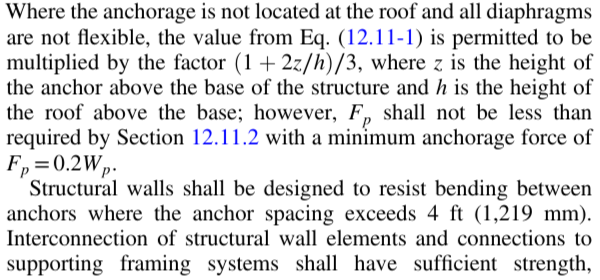 Where the anchorage is not located at the roof and all diaphragms
are not flexible, the value from Eq. (12.11-1) is permitted to be
multiplied by the factor (1 + 2z/h)/3, where z is the height of
the anchor above the base of the structure and h is the height of
the roof above the base; however, Fp shall not be less than
required by Section 12.11.2 with a minimum anchorage force of
Fp = 0.2Wp.
Structural walls shall be designed to resist bending between
anchors where the anchor spacing exceeds 4 ft (1,219 mm).
Interconnection of structural wall elements and connections to
supporting framing systems shall have sufficient strength,